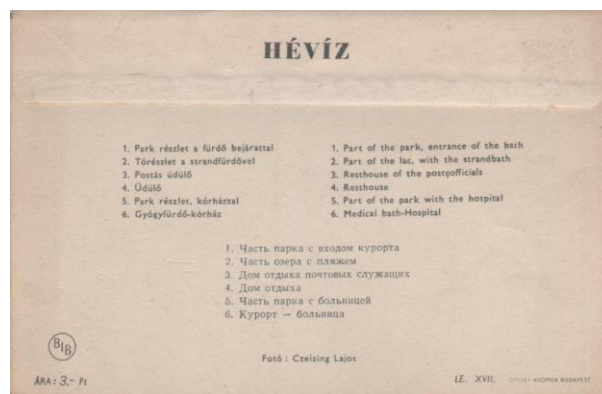 HÉVÍZ
1. Park részlet a fürdő bejárattal
2. Tórészlet a strandfürdővel
3. Postás üdülő
4. Üdülő
5. Park részlet, kórházzal
6. Gyógyfürdő-kórház
1. Part of the park, entrance of the bath
2. Part of the lac, with the strandbath
3. Resthouse of the postofficials
4. Resthouse
5. Part of the park with the hospital
6. Medical bath-Hospital
1. Часть парка с входом курорта
2. Часть озера с пляжем
3. Дом отдыха почтовых служащих
4. Дом отдыха
5. Часть парка с больницей
6. Курорт — больница
BIB
Fotó : Czeizing Lajos
ÁRA : 3,- Ft
LE. XVII. OFFSET-NYOMDA BUDAPEST